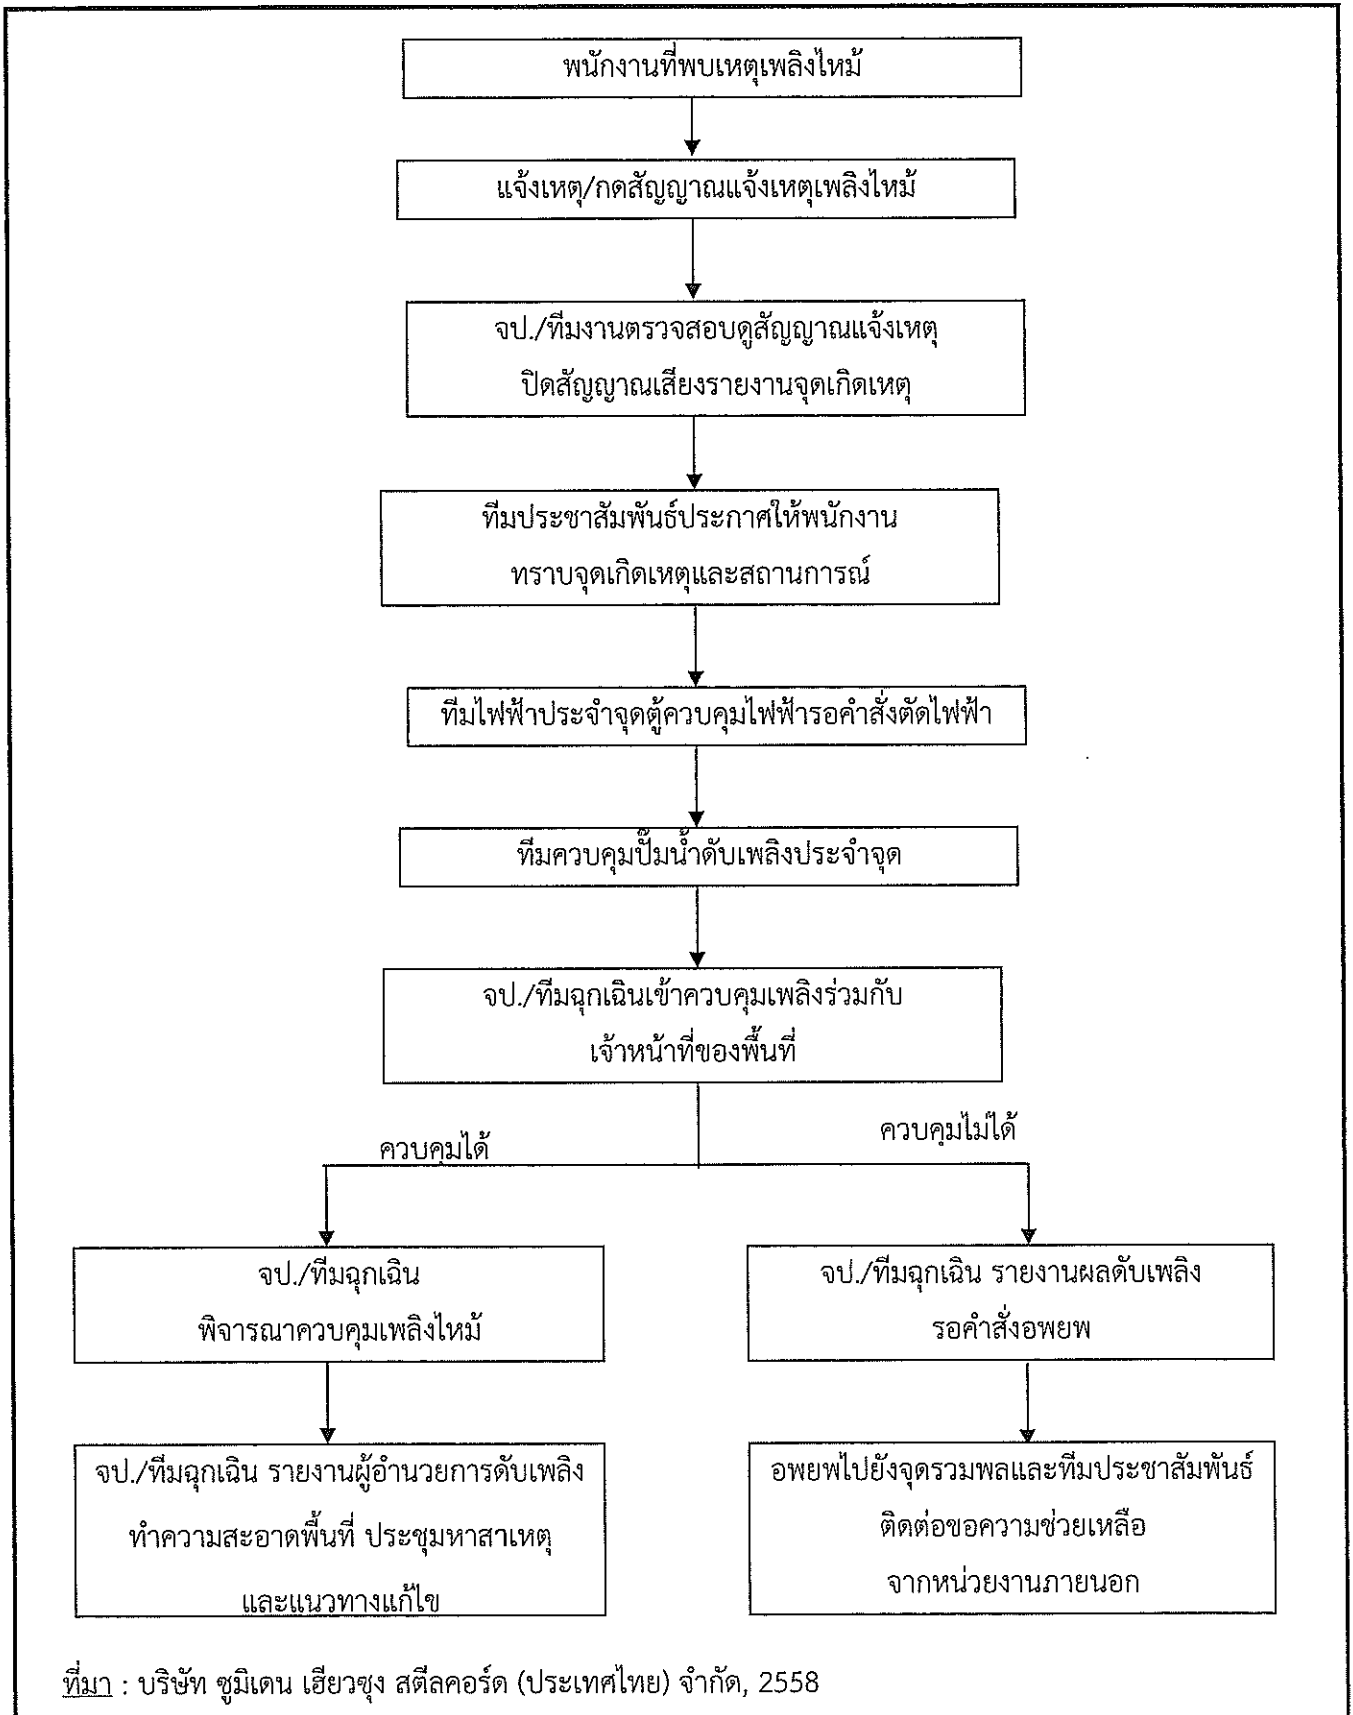 พนักงานที่พบเหตุเพลิงไหม้
แจ้งเหตุ/กดสัญญาณแจ้งเหตุเพลิงไหม้
จป./ทีมงานตรวจสอบดูสัญญาณแจ้งเหตุ
ปิดสัญญาณเสียงรายงานจุดเกิดเหตุ
ทีมประชาสัมพันธ์ประกาศให้พนักงาน
ทราบจุดเกิดเหตุและสถานการณ์
ทีมไฟฟ้าประจำจุดตู้ควบคุมไฟฟ้ารอคำสั่งตัดไฟฟ้า
ทีมควบคุมปั๊มน้ำดับเพลิงประจำจุด
จป./ทีมฉุกเฉินเข้าควบคุมเพลิงร่วมกับ
เจ้าหน้าที่ของพื้นที่
ควบคุมได้
ควบคุมไม่ได้
จป./ทีมฉุกเฉิน
พิจารณาควบคุมเพลิงไหม้
จป./ทีมฉุกเฉิน รายงานผลดับเพลิง
รอคำสั่งอพยพ
จป./ทีมฉุกเฉิน รายงานผู้อำนวยการดับเพลิง
ทำความสะอาดพื้นที่ ประชุมหาสาเหตุ
และแนวทางแก้ไข
อพยพไปยังจุดรวมพลและทีมประชาสัมพันธ์
ติดต่อขอความช่วยเหลือ
จากหน่วยงานภายนอก
ที่มา : บริษัท ซูมิเดน เฮียวซุง สตีลคอร์ด (ประเทศไทย) จำกัด, 2558